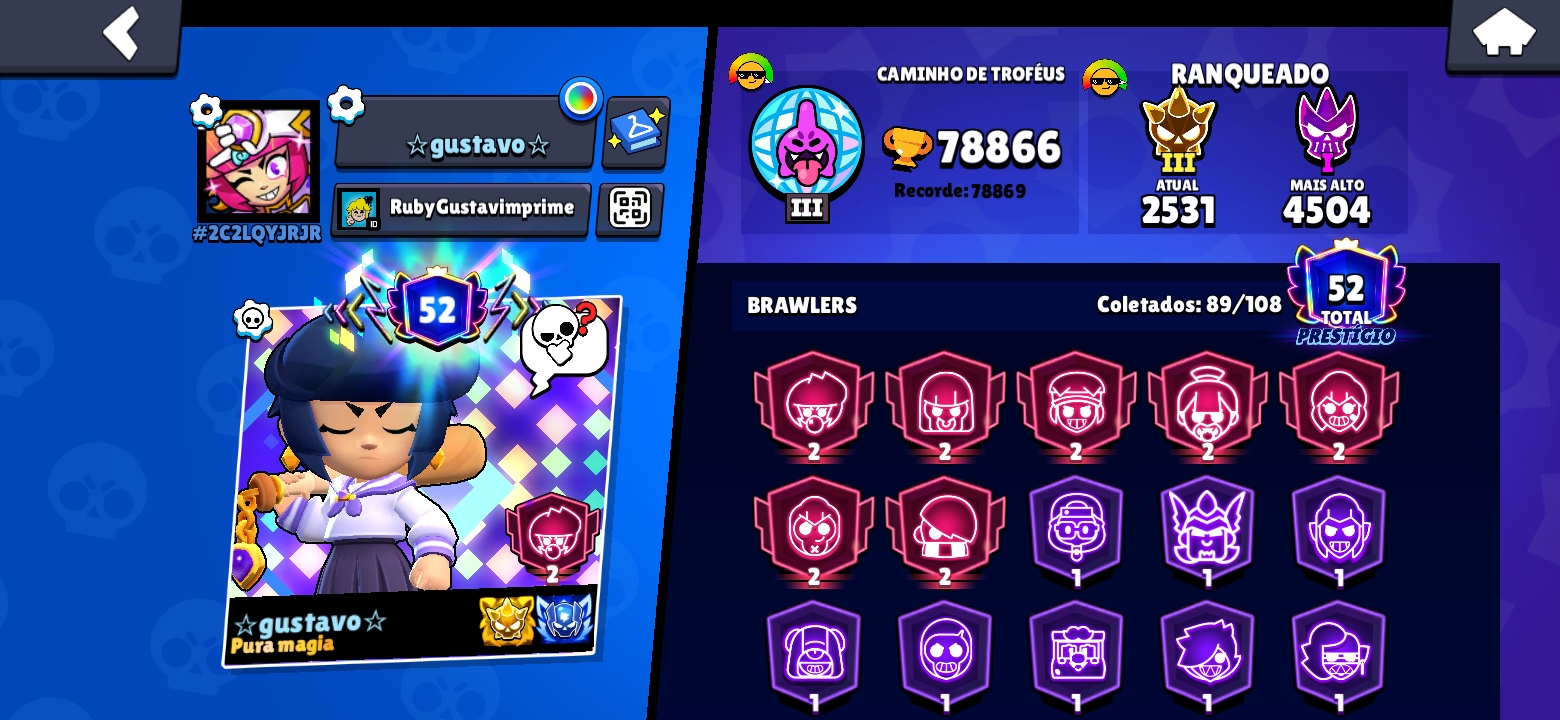 ☆gustavo☆
RubyGustavimprime
ID
#2C2LQYJRJR
52
2
☆gustavo☆
Pura magia
CAMINHO DE TROFÉUS
78866
Recorde: 78869
III
RANQUEADO
III
ATUAL
2531
I
MAIS ALTO
4504
BRAWLERS
Coletados: 89/108
52
TOTAL
PRESTÍGIO
2 2 2 2 2
2 2 1 1 1
1 1 1 1 1